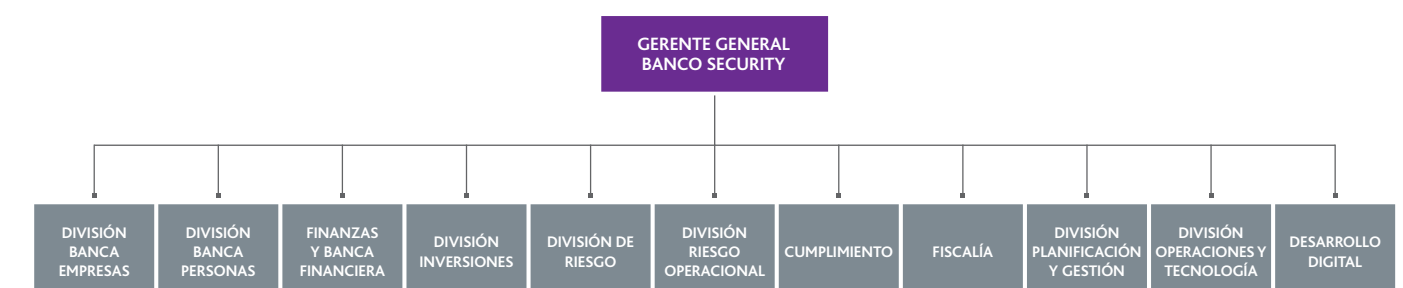 GERENTE GENERAL
BANCO SECURITY
DIVISIÓN
BANCA
EMPRESAS
DIVISIÓN
BANCA
PERSONAS
FINANZAS
Y BANCA
FINANCIERA
DIVISIÓN
INVERSIONES
DIVISIÓN DE
RIESGO
DIVISIÓN
RIESGO
OPERACIONAL
CUMPLIMIENTO
FISCALÍA
DIVISIÓN
PLANIFICACIÓN
Y GESTIÓN
DIVISIÓN
OPERACIONES Y
TECNOLOGÍA
DESARROLLO
DIGITAL